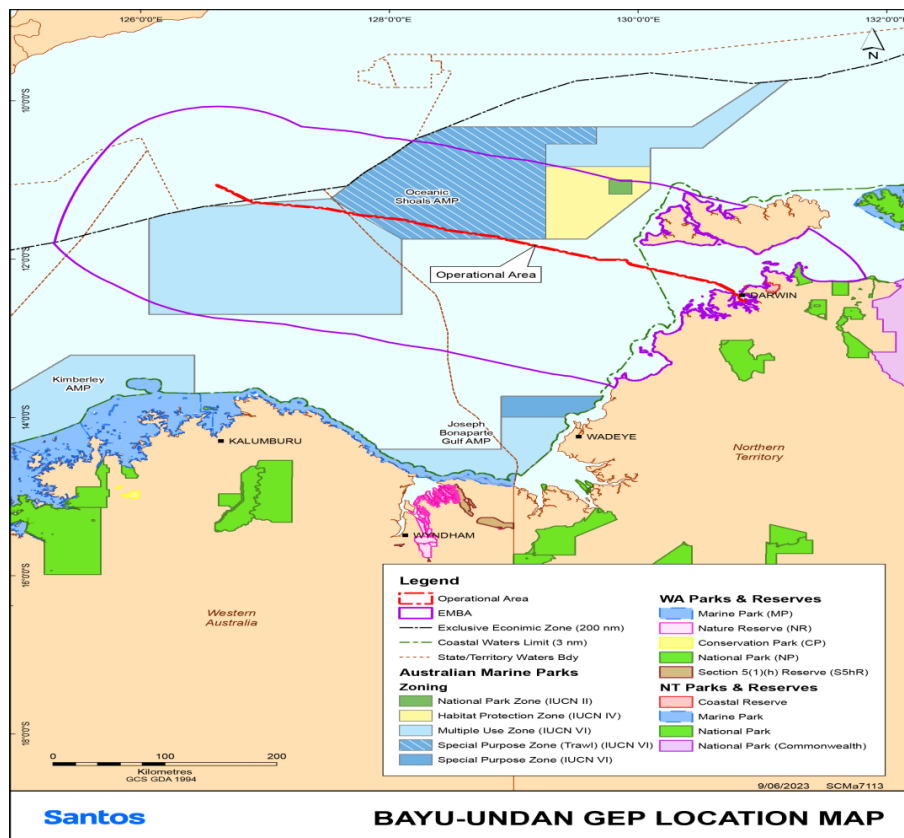 126°0'0"E
128°0'0"E
130°0'0"E
132°0'0"E
N
10°0'0"S
12°0'0"S
14°0'0"S
16°0'0"S
18°0'0"S
Oceanic
Shoals AMP
Operational Area
DARWIN
Kimberley
AMP
KALUMBURU
Joseph
Bonaparte
Gulf AMP
WADEYE
Northern
Territory
WYNDHAM
Western
Australia
Legend
Operational Area
EMBA
Exclusive Econimic Zone (200 nm)
Coastal Waters Limit (3 nm)
State/Territory Waters Bdy
Australian Marine Parks
Zoning
National Park Zone (IUCN II)
Habitat Protection Zone (IUCN IV)
Multiple Use Zone (IUCN VI)
Special Purpose Zone (Trawl) (IUCN VI)
Special Purpose Zone (IUCN VI)
WA Parks & Reserves
Marine Park (MP)
Nature Reserve (NR)
Conservation Park (CP)
National Park (NP)
Section 5(1)(h) Reserve (S5hR)
NT Parks & Reserves
Coastal Reserve
Marine Park
National Park
National Park (Commonwealth)
0 100 200
Kilometres
GCS GDA 1994
9/06/2023 SCMa7113
Santos
BAYU-UNDAN GEP LOCATION MAP